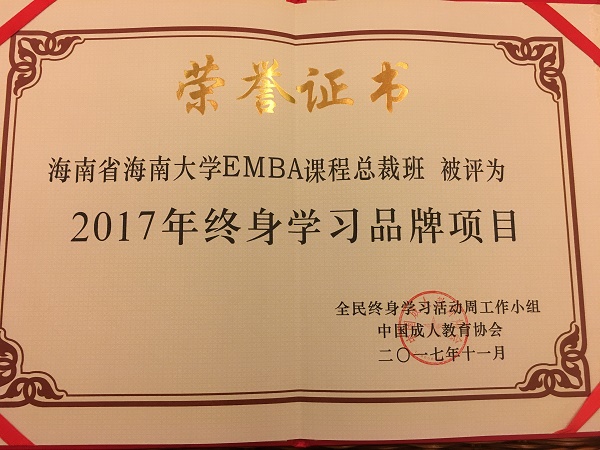 荣誉证书
海南省海南大学EMBA课程总裁班 被评为
2017年终身学习品牌项目
全民终身学习活动周工作小组
中国成人教育协会
二〇一七年十一月